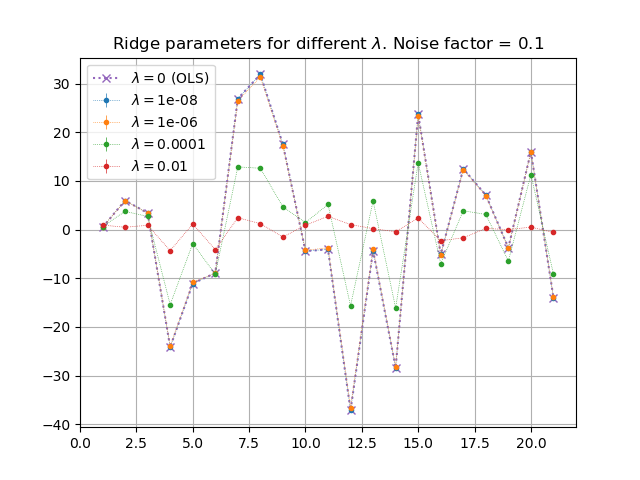 Ridge parameters for different λ. Noise factor = 0.1
λ = 0 (OLS)
λ = 1e-08
λ = 1e-06
λ = 0.0001
λ = 0.01
30
20
10
0
−10
−20
−30
−40
0.0 2.5 5.0 7.5 10.0 12.5 15.0 17.5 20.0